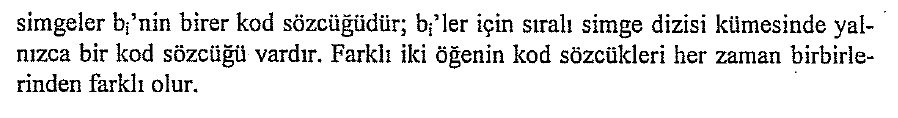 simgeler bᵢ'nin birer kod sözcüğüdür; bᵢ'ler için sıralı simge dizisi kümesinde yal-
nızca bir kod sözcüğü vardır. Farklı iki öğenin kod sözcükleri her zaman birbirle-
rinden farklı olur.